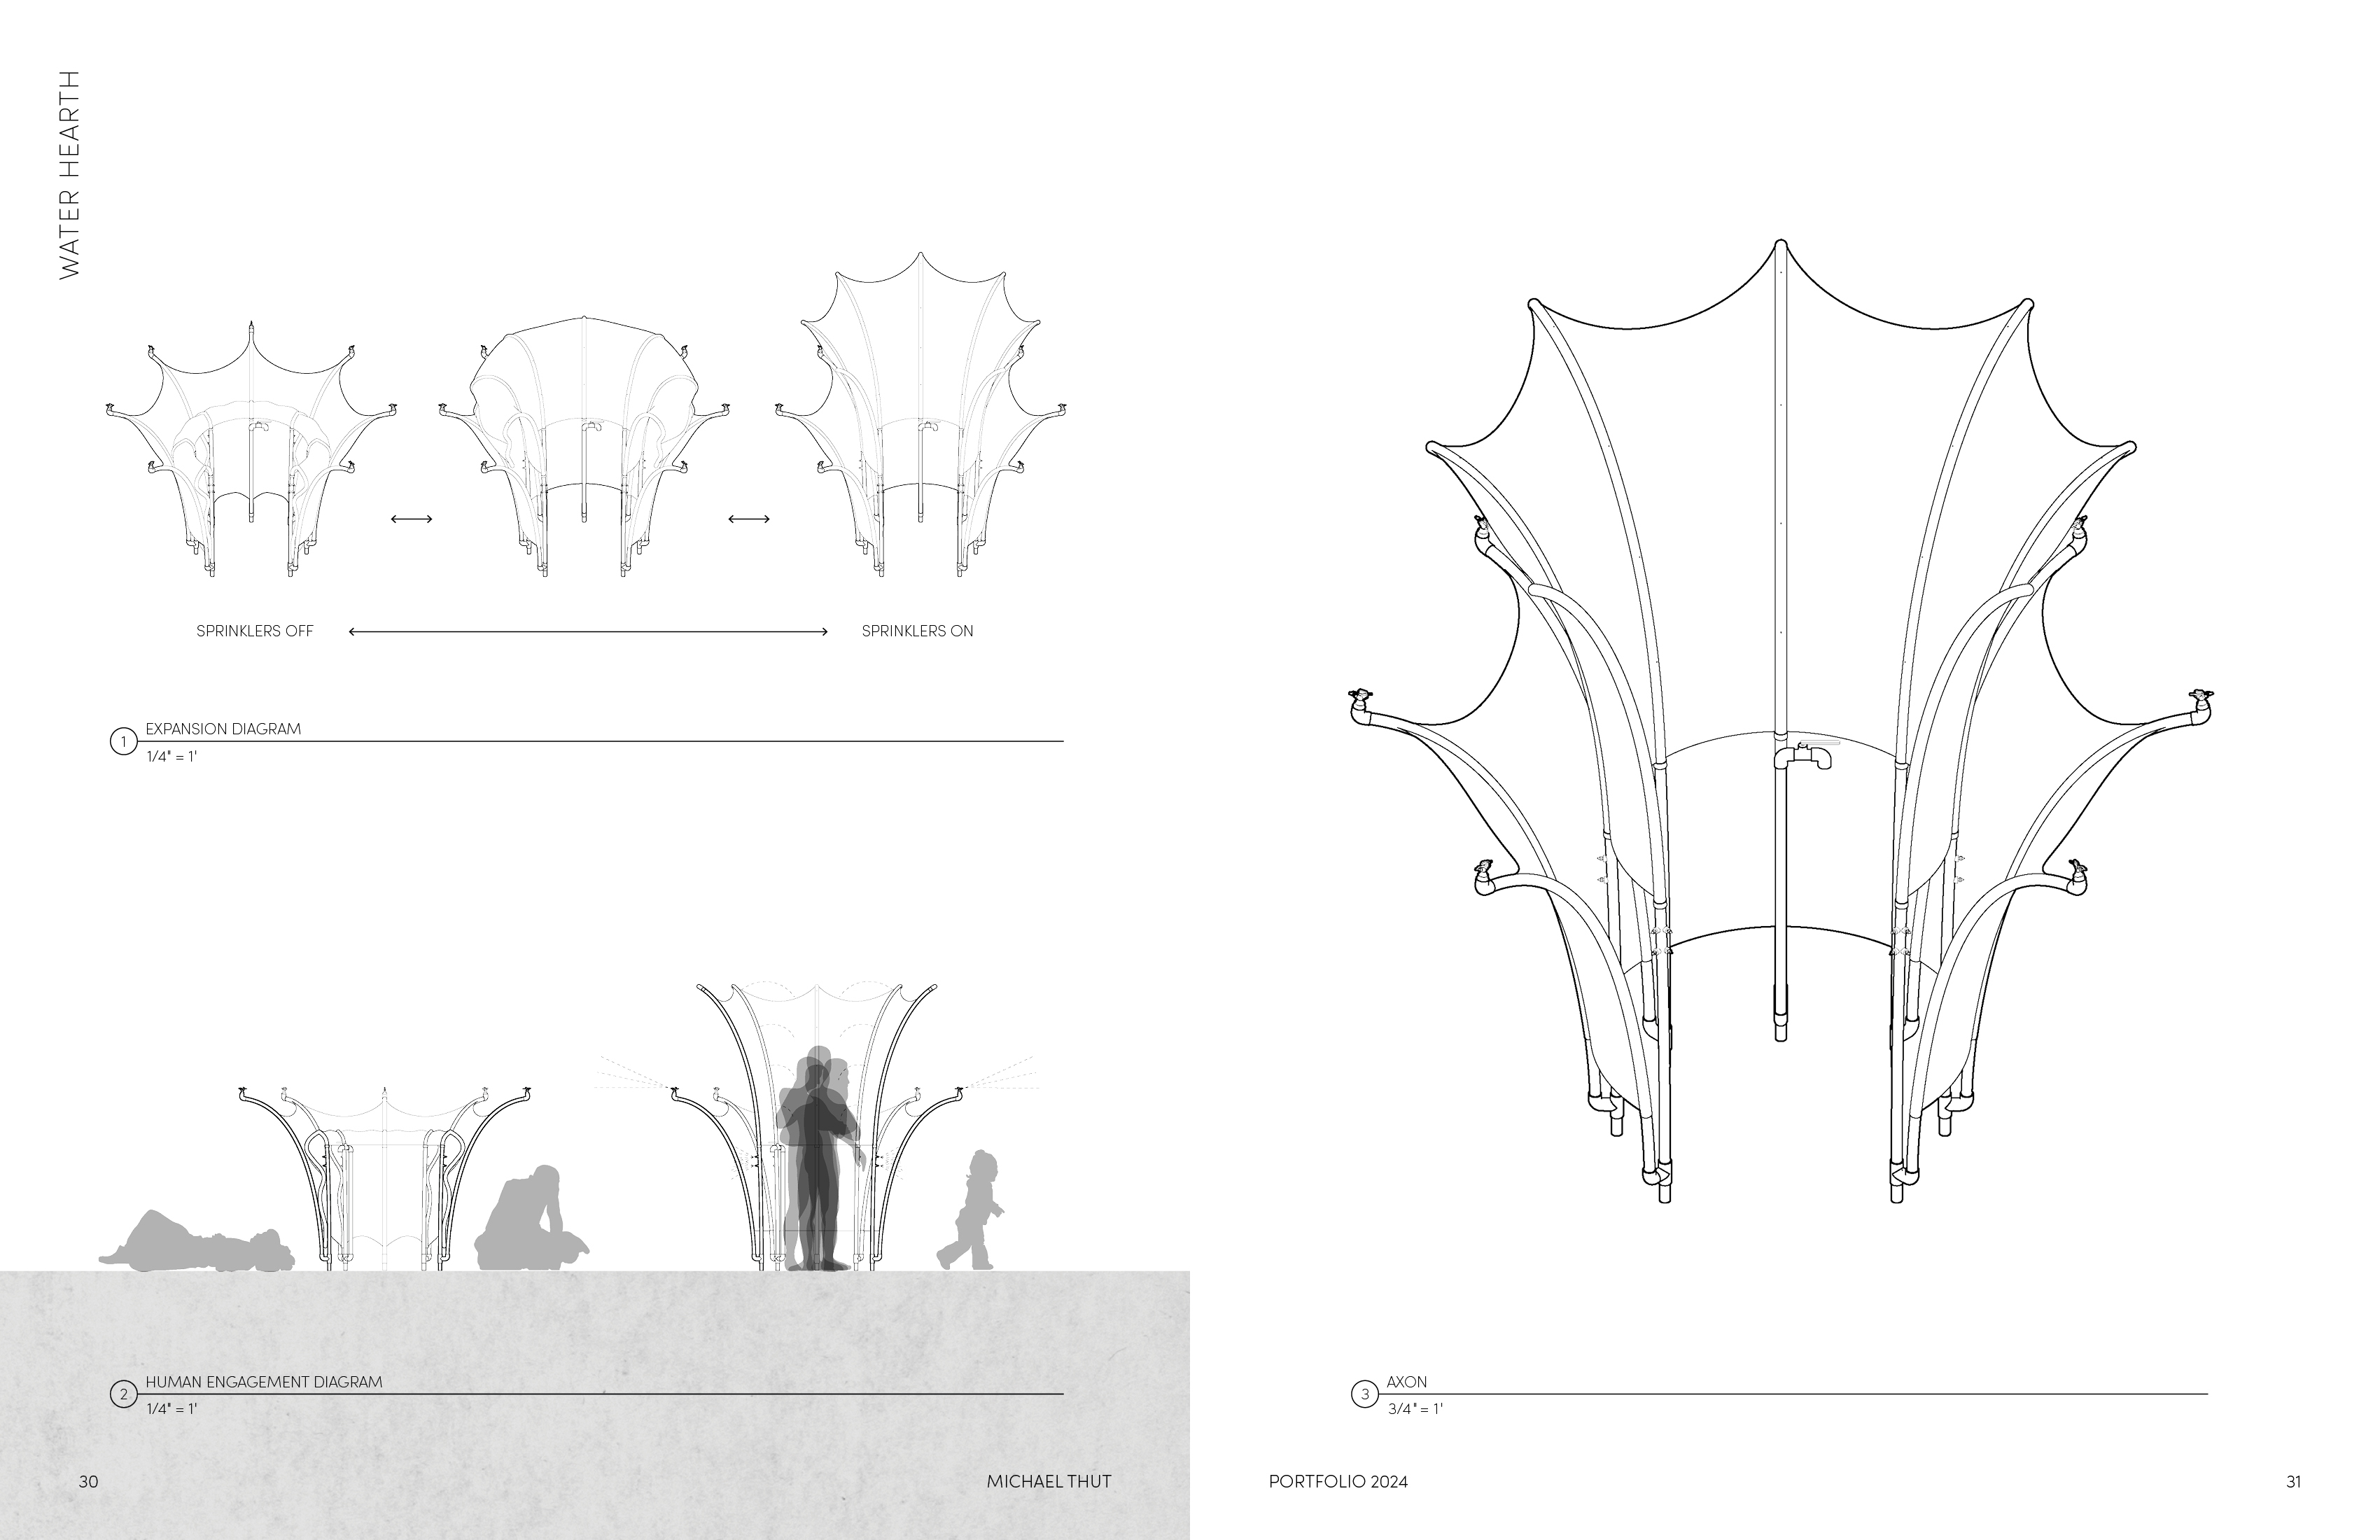 WATER HEARTH
SPRINKLERS OFF
SPRINKLERS ON
1
EXPANSION DIAGRAM
1/4" = 1'
2
HUMAN ENGAGEMENT DIAGRAM
1/4" = 1'
30
MICHAEL THUT
3
AXON
3/4" = 1'
PORTFOLIO 2024
31